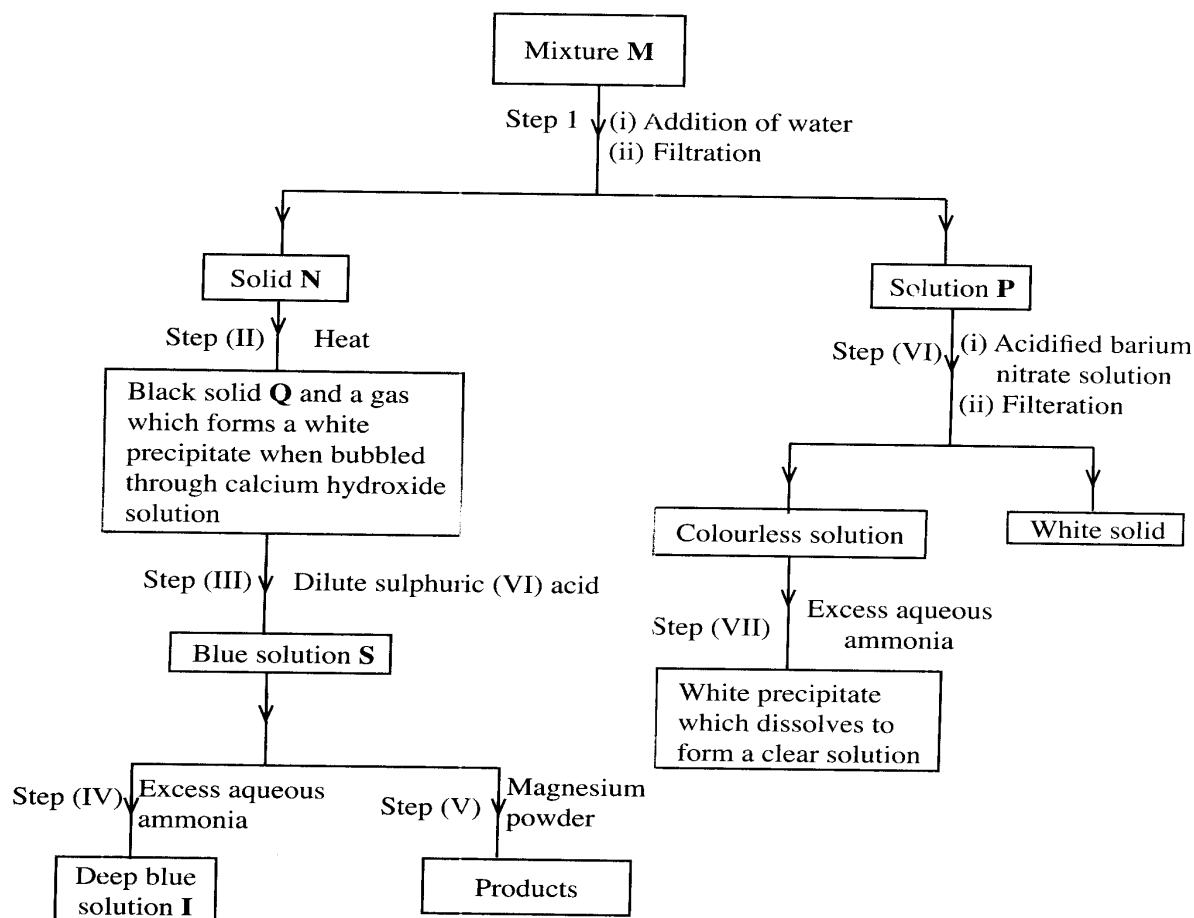 Mixture M
Step 1
(i) Addition of water
(ii) Filtration
Solid N
Solution P
Step (II)
Heat
Step (VI)
(i) Acidified barium
nitrate solution
(ii) Filteration
Black solid Q and a gas
which forms a white
precipitate when bubbled
through calcium hydroxide
solution
Colourless solution
White solid
Step (III)
Dilute sulphuric (VI) acid
Step (VII)
Excess aqueous
ammonia
Blue solution S
White precipitate
which dissolves to
form a clear solution
Step (IV)
Excess aqueous
ammonia
Step (V)
Magnesium
powder
Deep blue
solution I
Products